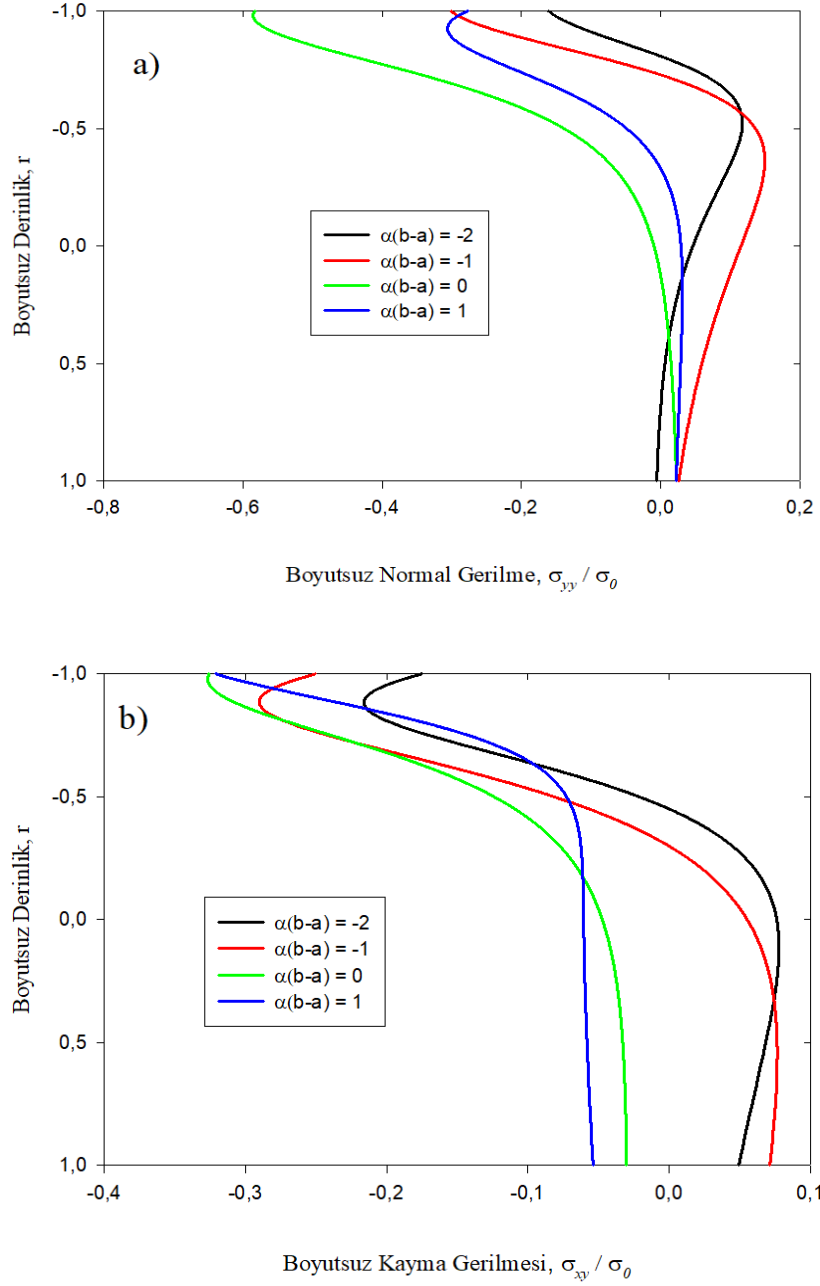 a)
-1,0
-0,5
0,0
0,5
1,0
Boyutsuz Derinlik, r
α(b-a) = -2
α(b-a) = -1
α(b-a) = 0
α(b-a) = 1
-0,8 -0,6 -0,4 -0,2 0,0 0,2
Boyutsuz Normal Gerilme, σyy / σ0
b)
-1,0
-0,5
0,0
0,5
1,0
Boyutsuz Derinlik, r
α(b-a) = -2
α(b-a) = -1
α(b-a) = 0
α(b-a) = 1
-0,4 -0,3 -0,2 -0,1 0,0 0,1
Boyutsuz Kayma Gerilmesi, σxy / σ0